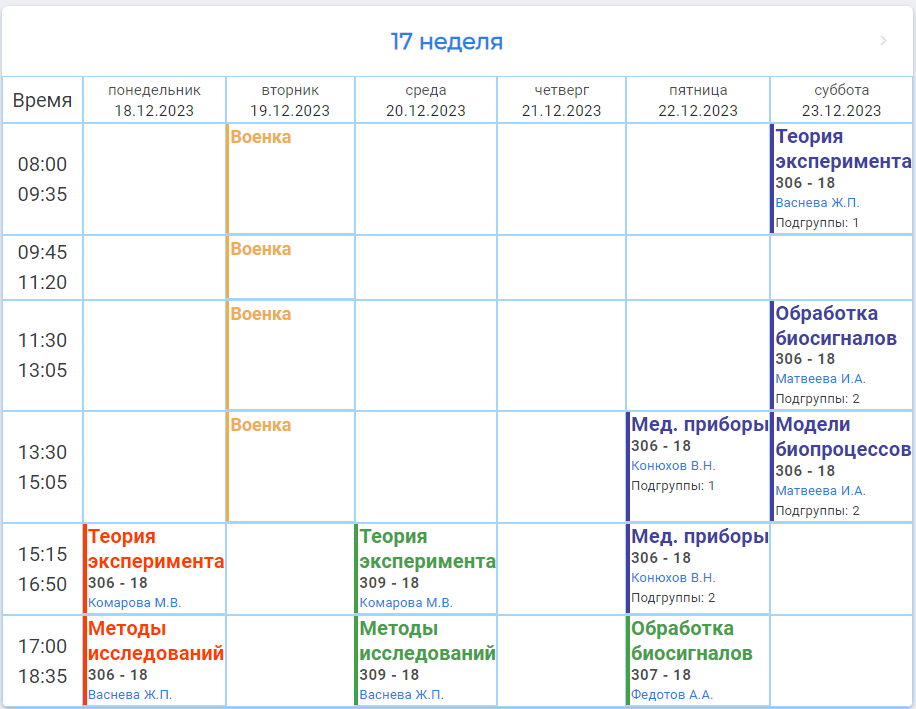 17 неделя
Время
понедельник
18.12.2023
вторник
19.12.2023
среда
20.12.2023
четверг
21.12.2023
пятница
22.12.2023
суббота
23.12.2023
08:00
09:35
Военка
Теория
эксперимента
306 - 18
Васнева Ж.П.
Подгруппы: 1
09:45
11:20
Военка
11:30
13:05
Военка
Обработка
биосигналов
306 - 18
Матвеева И.А.
Подгруппы: 2
13:30
15:05
Военка
Мед. приборы
306 - 18
Конюхов В.Н.
Подгруппы: 1
Модели
биопроцессов
306 - 18
Матвеева И.А.
Подгруппы: 2
15:15
16:50
Теория
эксперимента
306 - 18
Комарова М.В.
Теория
эксперимента
309 - 18
Комарова М.В.
Мед. приборы
306 - 18
Конюхов В.Н.
Подгруппы: 2
17:00
18:35
Методы
исследований
306 - 18
Васнева Ж.П.
Методы
исследований
309 - 18
Васнева Ж.П.
Обработка
биосигналов
307 - 18
Федотов А.А.